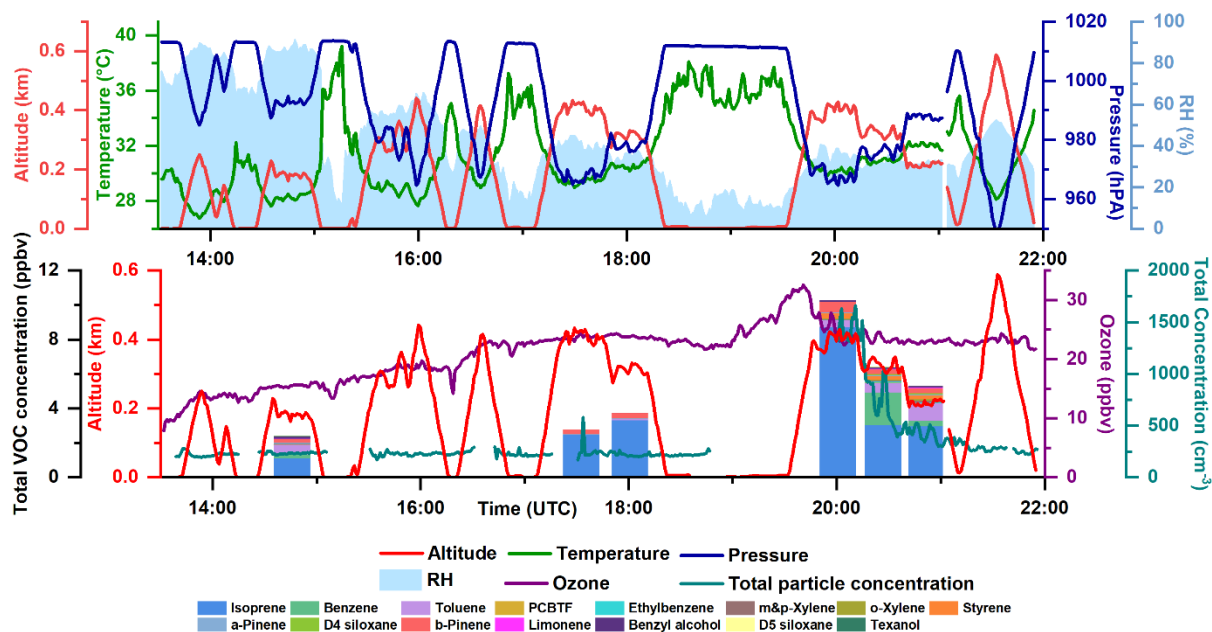 Altitude (km)
0.6
0.4
0.2
0.0
Temperature (°C)
40
36
32
28
1020
1000
980
960
Pressure (hPA)
100
80
60
40
20
0
RH (%)
14:00 16:00 18:00 20:00 22:00
Total VOC concentration (ppbv)
12
8
4
0
Altitude (km)
0.6
0.4
0.2
0.0
30
20
10
0
Ozone (ppbv)
2000
1500
1000
500
0
Total Concentration (cm-3)
14:00 16:00 Time (UTC) 18:00 20:00 22:00
Altitude Temperature Pressure
RH Ozone Total particle concentration
Isoprene Benzene Toluene PCBTF Ethylbenzene m&p-Xylene o-Xylene Styrene
a-Pinene D4 siloxane b-Pinene Limonene Benzyl alcohol D5 siloxane Texanol